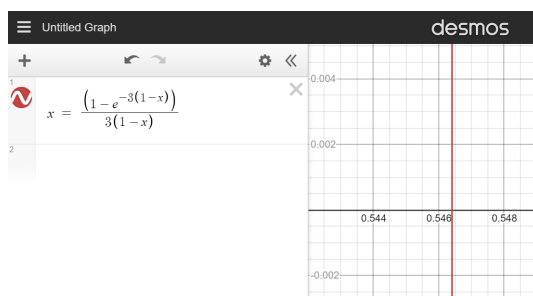 Untitled Graph
desmos
1
x = (1 − e^−3(1−x)) / 3(1 − x)
2
0.004
0.002
0.544 0.546 0.548
-0.002